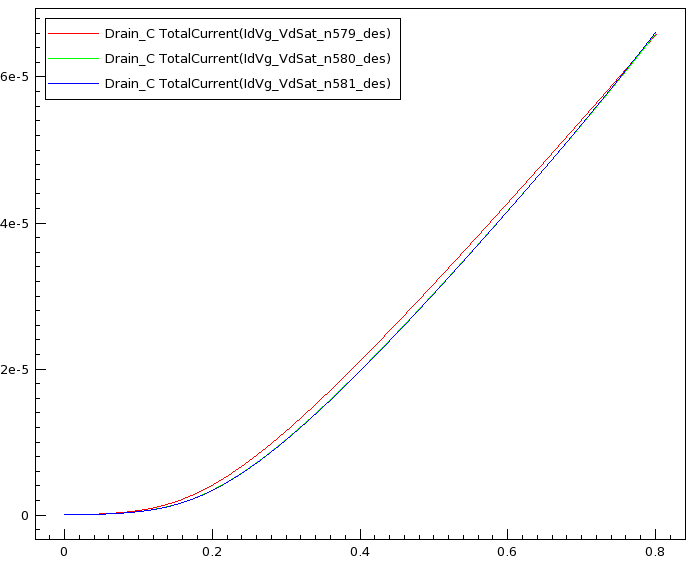 Drain_C TotalCurrent(IdVg_VdSat_n579_des)
Drain_C TotalCurrent(IdVg_VdSat_n580_des)
Drain_C TotalCurrent(IdVg_VdSat_n581_des)
6e-5
4e-5
2e-5
0
0 0.2 0.4 0.6 0.8